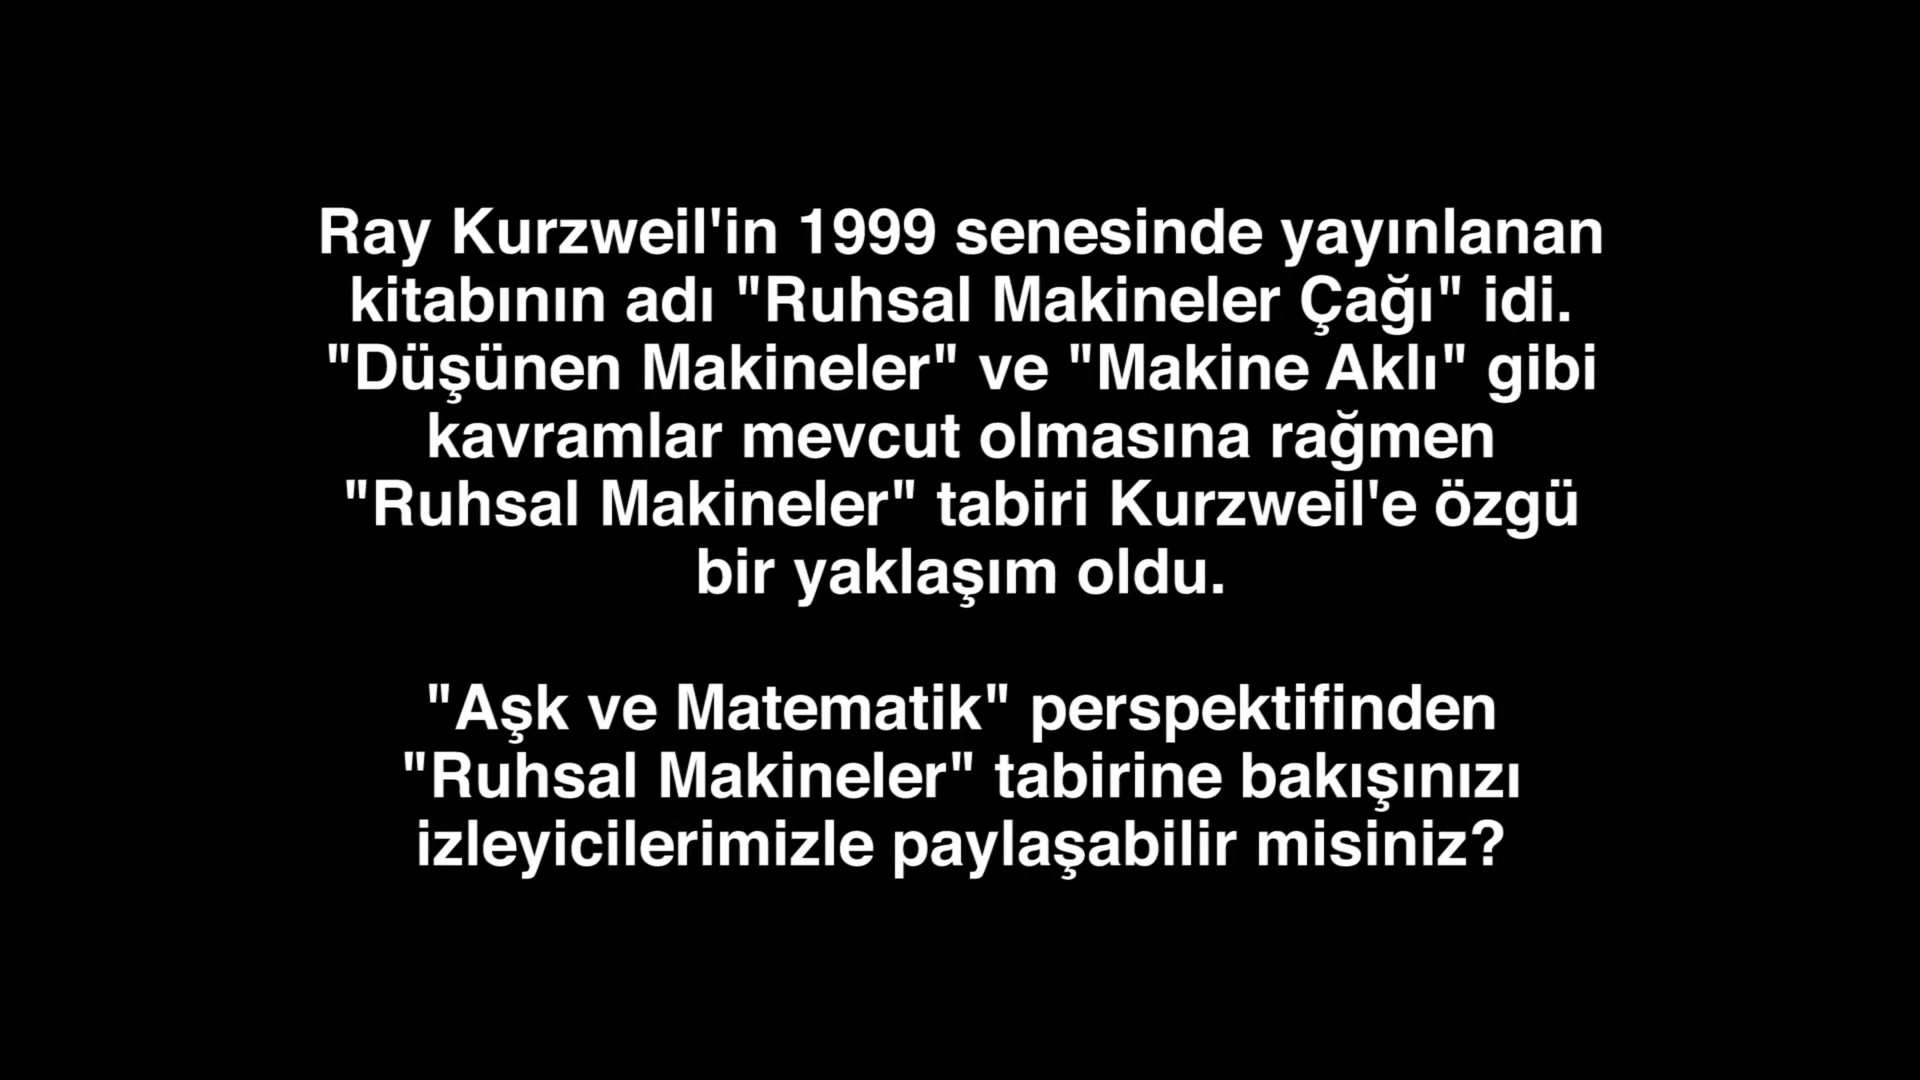 Ray Kurzweil'in 1999 senesinde yayınlanan
kitabının adı "Ruhsal Makineler Çağı" idi.
"Düşünen Makineler" ve "Makine Aklı" gibi
kavramlar mevcut olmasına rağmen
"Ruhsal Makineler" tabiri Kurzweil'e özgü
bir yaklaşım oldu.
"Aşk ve Matematik" perspektifinden
"Ruhsal Makineler" tabirine bakışınızı
izleyicilerimizle paylaşabilir misiniz?